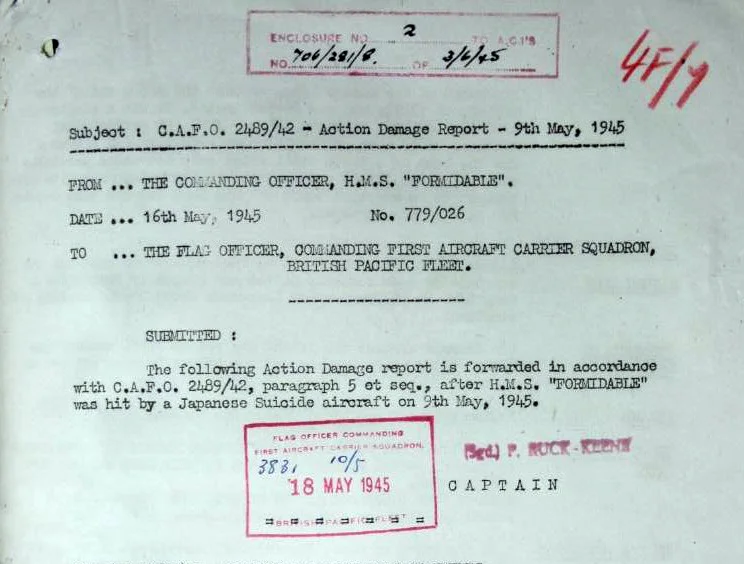 ENCLOSURE NO. 2 TO A.C.1'S
NO. 706/281/8. OF 3/6/45
4F/y
Subject : C.A.F.O. 2489/42 - Action Damage Report - 9th May, 1945
FROM ... THE COMMANDING OFFICER, H.M.S. "FORMIDABLE".
DATE ... 16th May, 1945 No. 779/026
TO ... THE FLAG OFFICER, COMMANDING FIRST AIRCRAFT CARRIER SQUADRON,
BRITISH PACIFIC FLEET.
SUBMITTED :
The following Action Damage report is forwarded in accordance
with C.A.F.O. 2489/42, paragraph 5 et seq., after H.M.S. "FORMIDABLE"
was hit by a Japanese Suicide aircraft on 9th May, 1945.
FLAG OFFICER COMMANDING
FIRST AIRCRAFT CARRIER SQUADRON.
383. 10/5
18 MAY 1945
BRITISH PACIFIC FLEET
(Sgd.) P. RUCK-KEENE
CAPTAIN